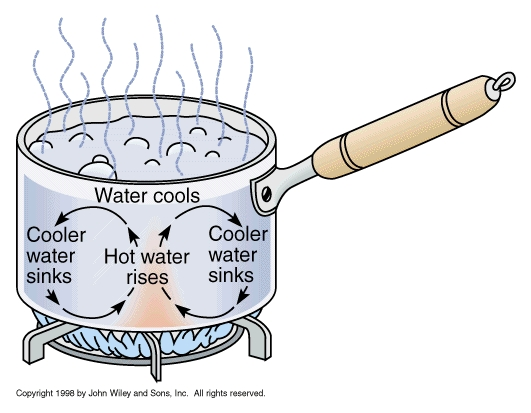 Water cools
Cooler
water
sinks
Hot water
rises
Cooler
water
sinks
Copyright 1998 by John Wiley and Sons, Inc.  All rights reserved.